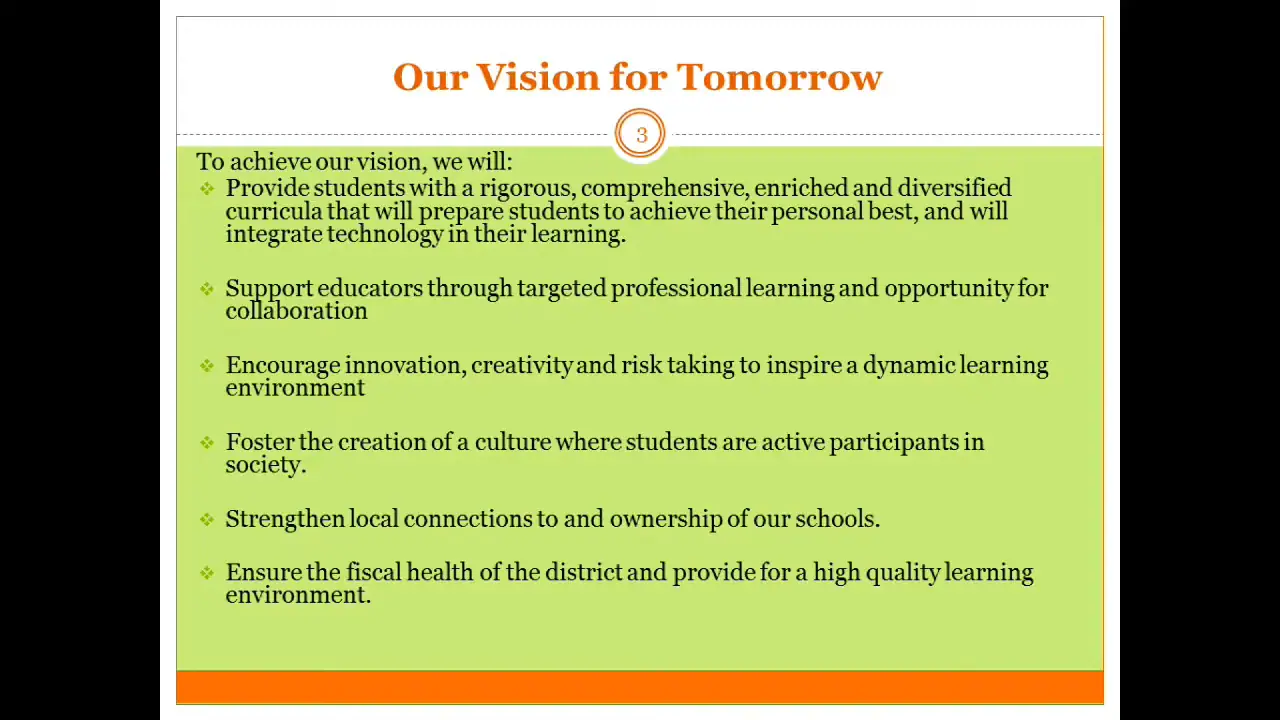 Our Vision for Tomorrow
3
To achieve our vision, we will:
Provide students with a rigorous, comprehensive, enriched and diversified
curricula that will prepare students to achieve their personal best, and will
integrate technology in their learning.
Support educators through targeted professional learning and opportunity for
collaboration
Encourage innovation, creativity and risk taking to inspire a dynamic learning
environment
Foster the creation of a culture where students are active participants in
society.
Strengthen local connections to and ownership of our schools.
Ensure the fiscal health of the district and provide for a high quality learning
environment.